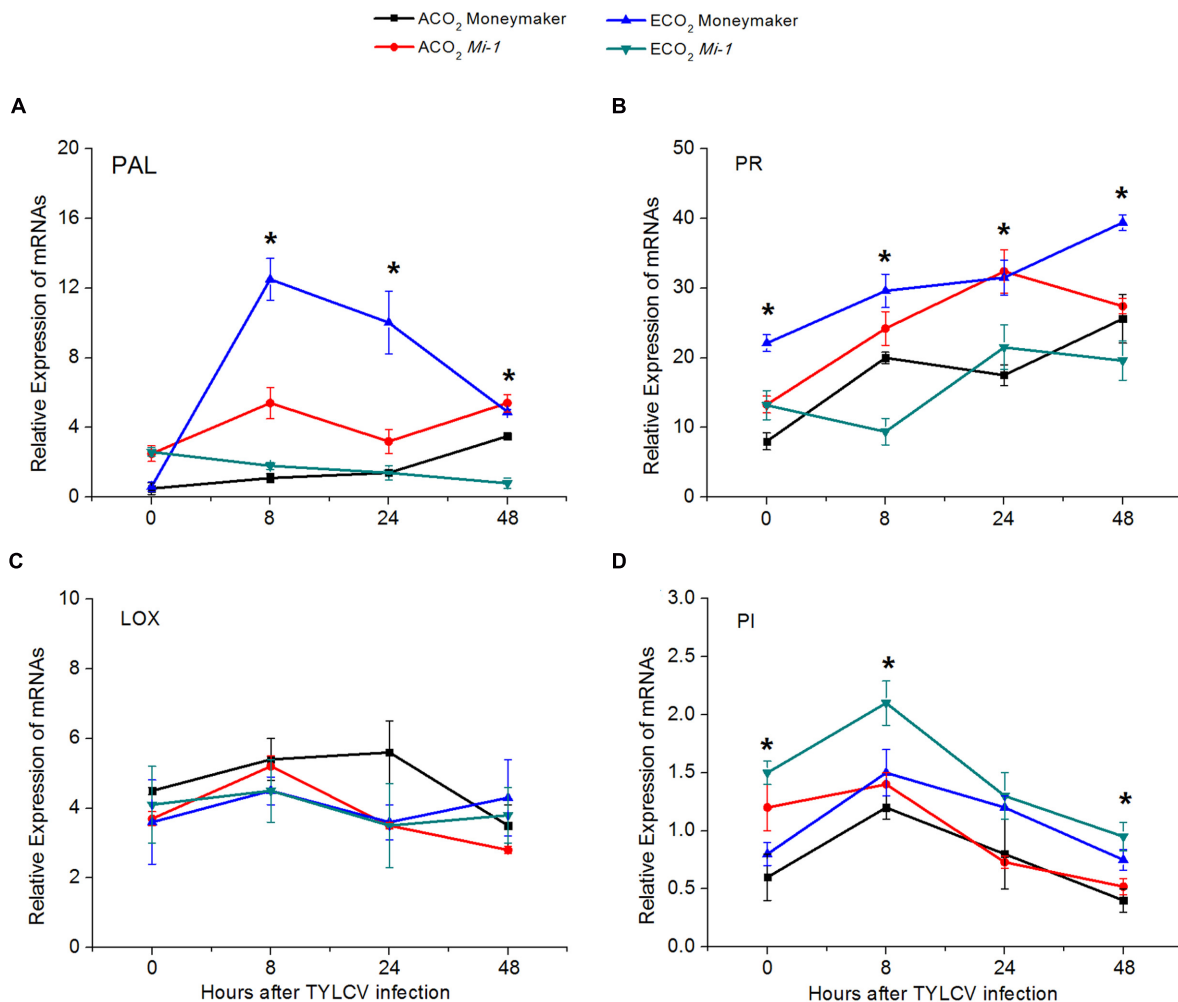 ACO₂ Moneymaker
ECO₂ Moneymaker
ACO₂ Mi-1
ECO₂ Mi-1
A
PAL
Relative Expression of mRNAs
20
16
12
8
4
0
*
*
*
0 8 24 48
B
PR
Relative Expression of mRNAs
50
40
30
20
10
0
*
*
*
*
0 8 24 48
C
LOX
Relative Expression of mRNAs
10
8
6
4
2
0
0 8 24 48
Hours after TYLCV infection
D
PI
Relative Expression of mRNAs
3.0
2.5
2.0
1.5
1.0
0.5
0.0
*
*
*
0 8 24 48
Hours after TYLCV infection